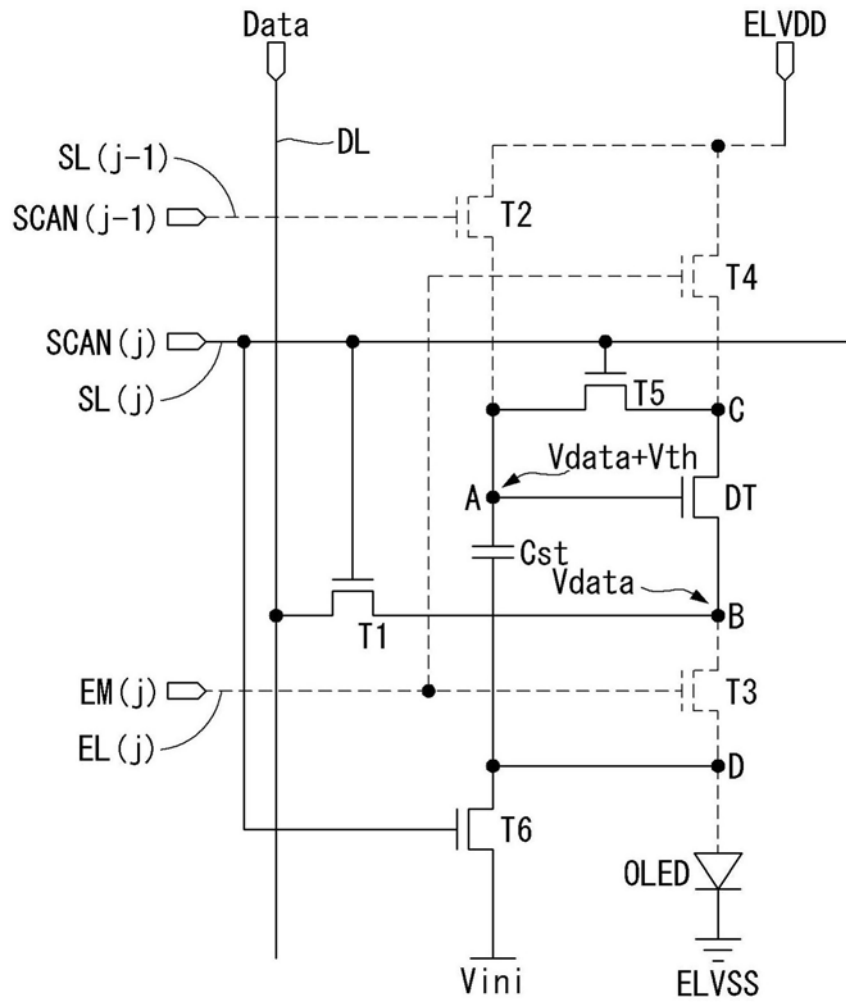 Data
ELVDD
DL
SL(j-1)
SCAN(j-1)
T2
T4
SCAN(j)
SL(j)
T5
C
Vdata+Vth
A
DT
Cst
Vdata
B
T1
EM(j)
T3
EL(j)
D
T6
OLED
Vini
ELVSS